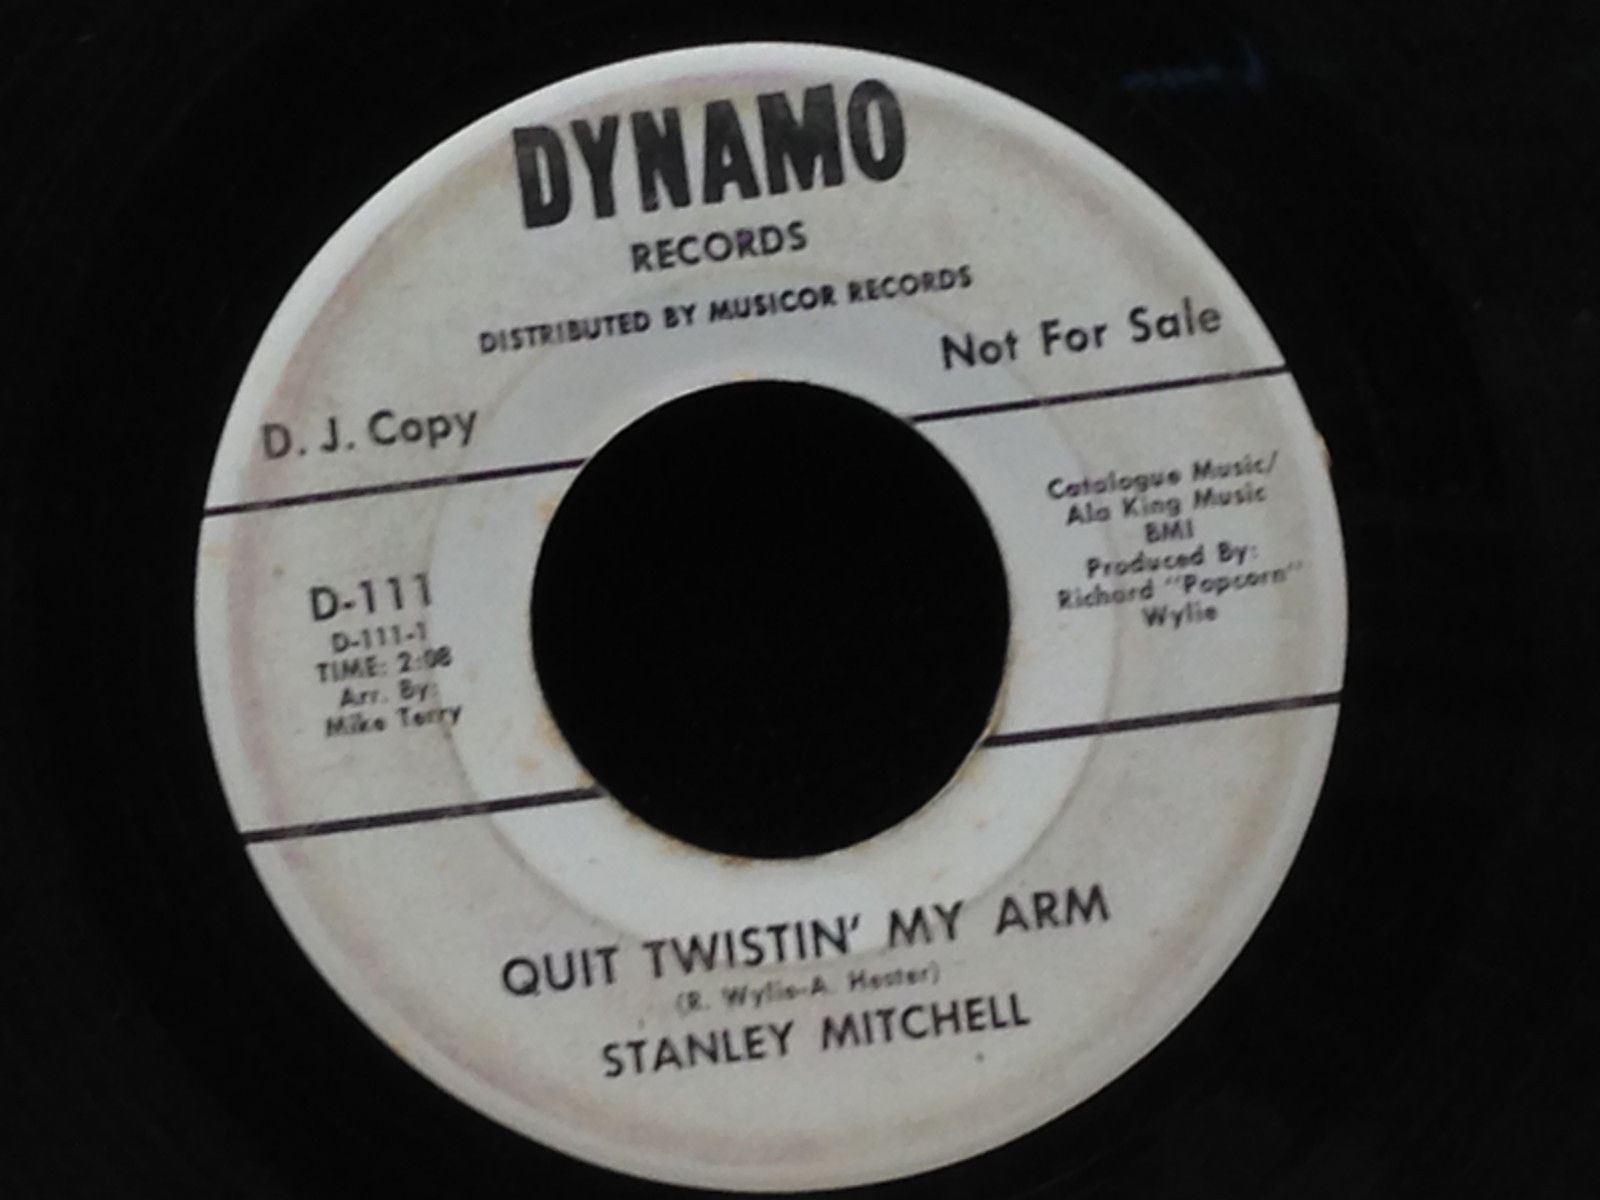 DYNAMO
RECORDS
DISTRIBUTED BY MUSICOR RECORDS
Not For Sale
D. J. Copy
D-111
D-111-1
TIME: 2:08
Arr. By:
Mike Terry
Catalogue Music/
Ala King Music
BMI
Produced By:
Richard "Popcorn"
Wylie
QUIT TWISTIN' MY ARM
(R. Wylie-A. Hester)
STANLEY MITCHELL